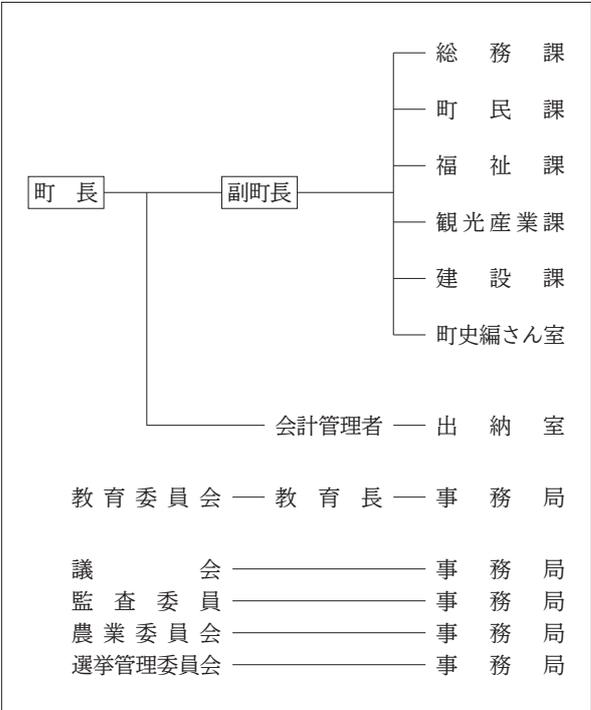 総務課
町民課
福祉課
町長 副町長
観光産業課
建設課
町史編さん室
会計管理者 出納室
教育委員会 教育長 事務局
議会 事務局
監査委員 事務局
農業委員会 事務局
選挙管理委員会 事務局